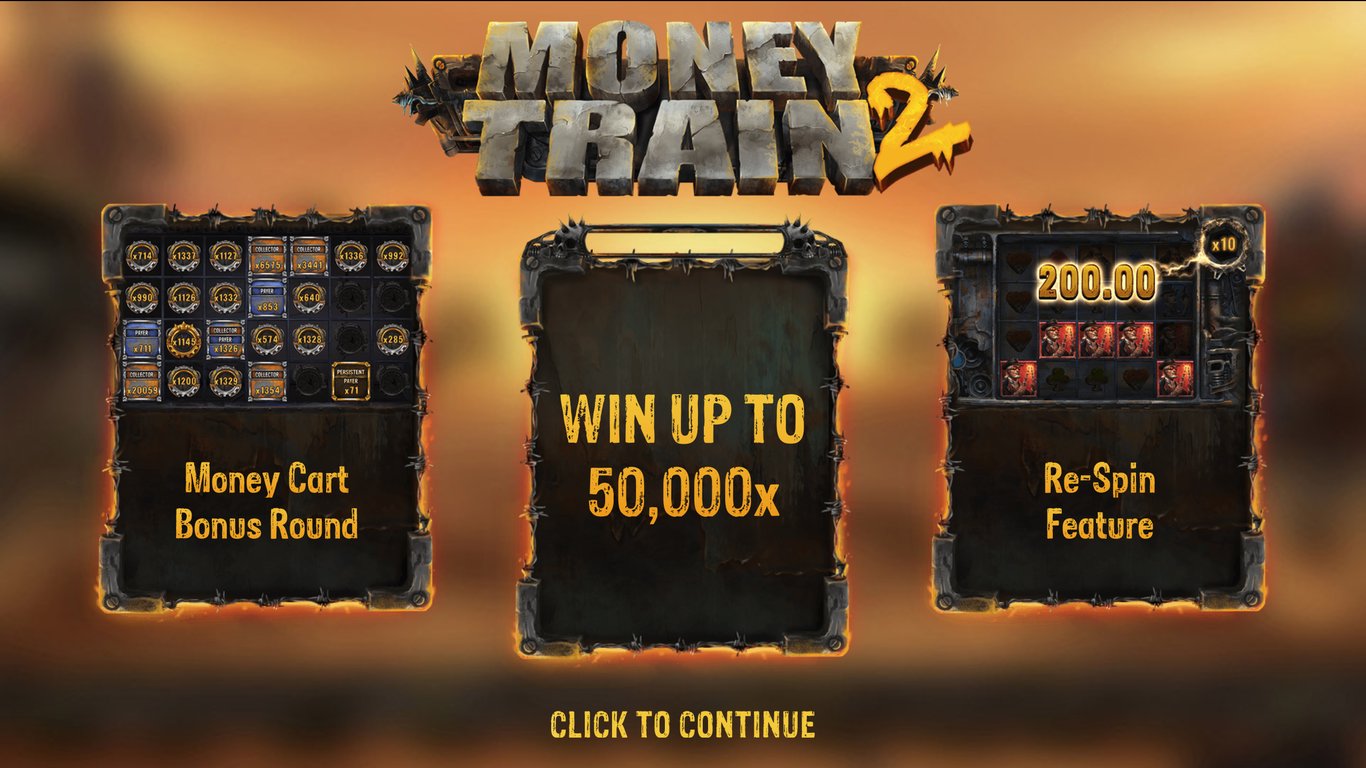 MONEY
TRAIN 2
x714 x1337 x1127 COLLECTOR x6575 COLLECTOR x3441 x1336 x992
x990 x1126 x1332 PAYER x853 x640
PAYER x711 x1145 COLLECTOR PAYER x1326 x574 x1328 x285
COLLECTOR x20059 x1200 x1329 COLLECTOR x1354 PERSISTENT PAYER x71
Money Cart
Bonus Round
WIN UP TO
50,000x
x10
200.00
Re-Spin
Feature
CLICK TO CONTINUE